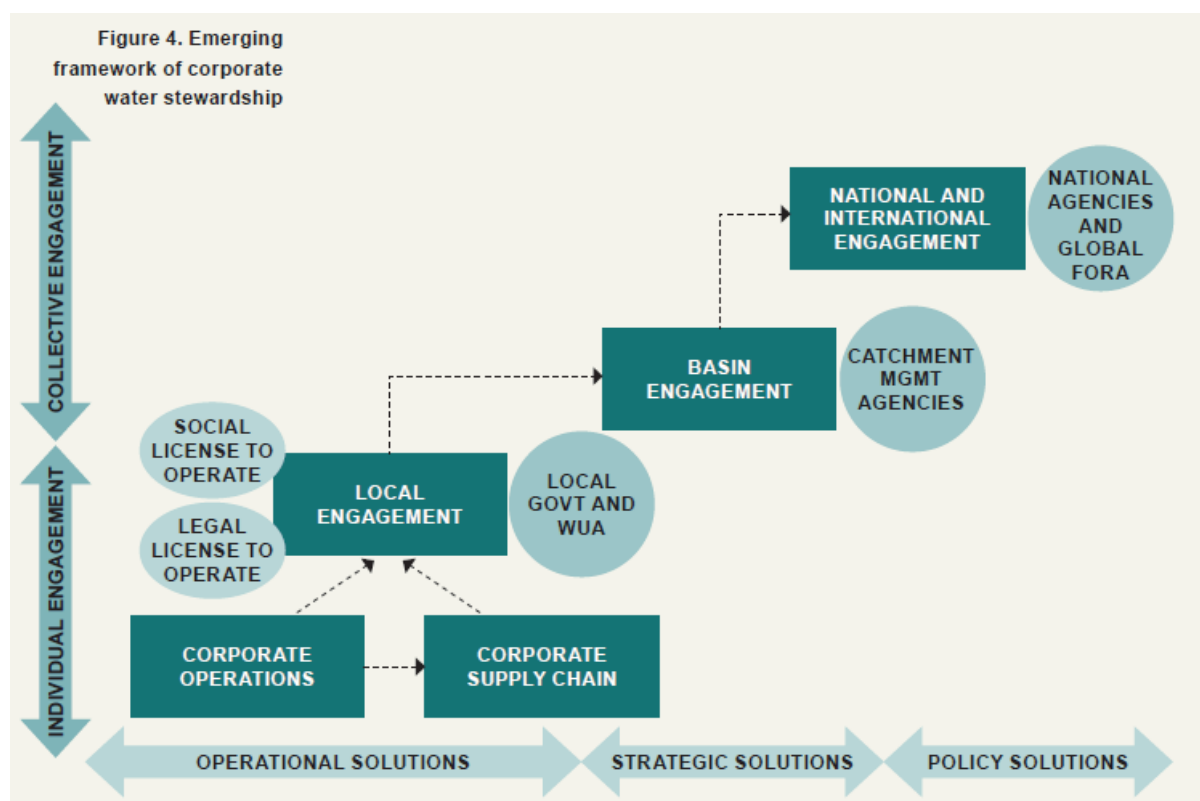 Figure 4. Emerging
framework of corporate
water stewardship
COLLECTIVE ENGAGEMENT
INDIVIDUAL ENGAGEMENT
NATIONAL AND
INTERNATIONAL
ENGAGEMENT
NATIONAL
AGENCIES
AND
GLOBAL
FORA
BASIN
ENGAGEMENT
CATCHMENT
MGMT
AGENCIES
SOCIAL
LICENSE TO
OPERATE
LEGAL
LICENSE TO
OPERATE
LOCAL
ENGAGEMENT
LOCAL
GOVT AND
WUA
CORPORATE
OPERATIONS
CORPORATE
SUPPLY CHAIN
OPERATIONAL SOLUTIONS
STRATEGIC SOLUTIONS
POLICY SOLUTIONS